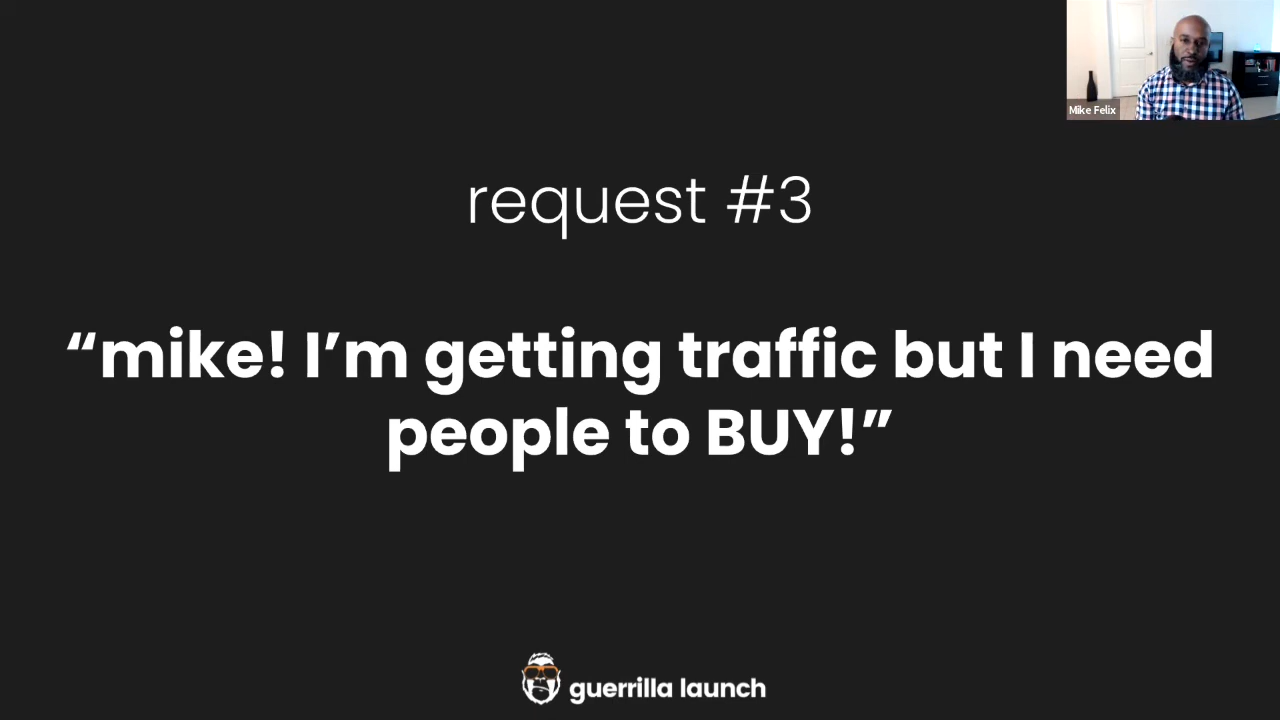 Mike Felix
request #3
“mike! I’m getting traffic but I need
people to BUY!”
guerrilla launch